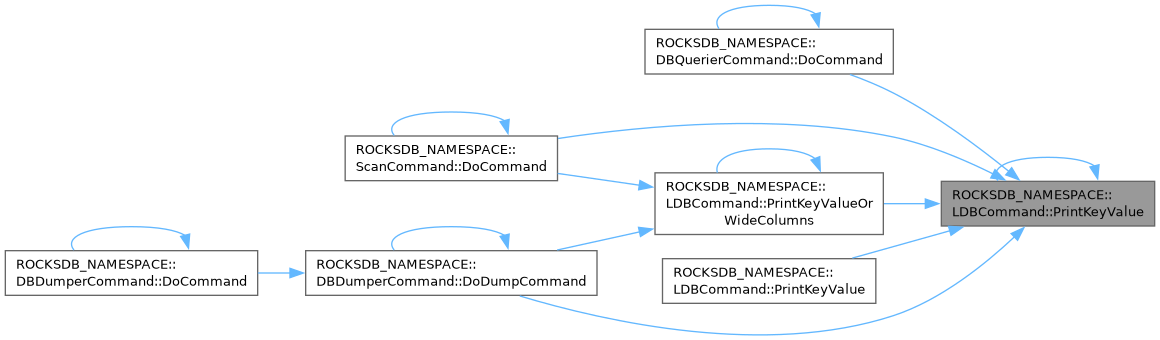 ROCKSDB_NAMESPACE::
DBQuerierCommand::DoCommand
ROCKSDB_NAMESPACE::
ScanCommand::DoCommand
ROCKSDB_NAMESPACE::
LDBCommand::PrintKeyValueOr
WideColumns
ROCKSDB_NAMESPACE::
LDBCommand::PrintKeyValue
ROCKSDB_NAMESPACE::
DBDumperCommand::DoCommand
ROCKSDB_NAMESPACE::
DBDumperCommand::DoDumpCommand
ROCKSDB_NAMESPACE::
LDBCommand::PrintKeyValue